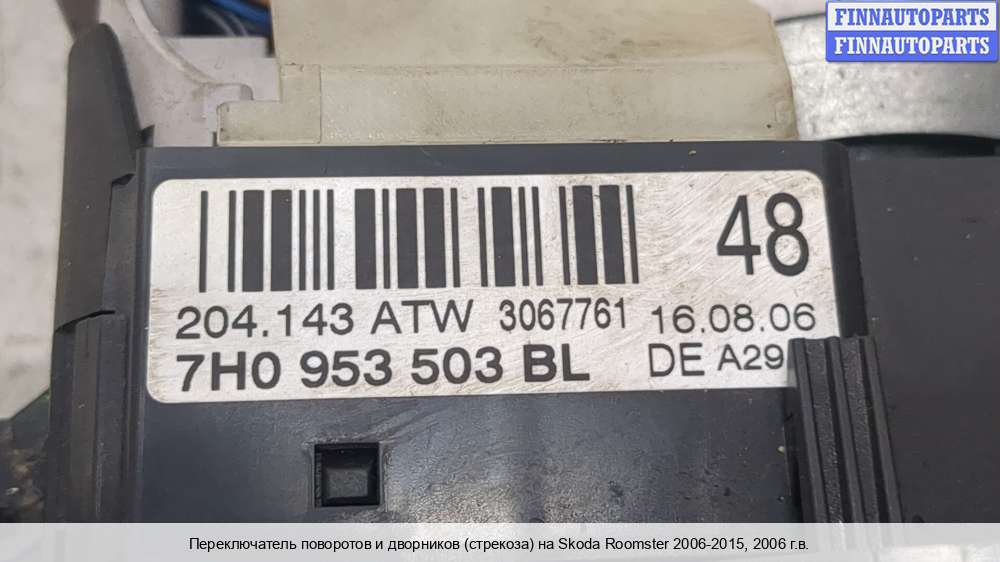 FINNAUTOPARTS
FINNAUTOPARTS
48
204.143 ATW 3067761 16.08.06
7H0 953 503 BL DE A29
Переключатель поворотов и дворников (стрекоза) на Skoda Roomster 2006-2015, 2006 г.в.